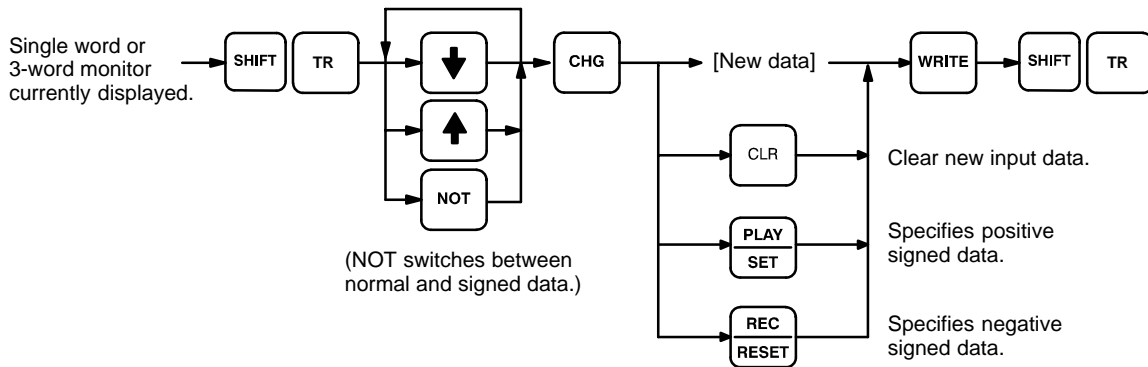 Single word or
3-word monitor
currently displayed.
SHIFT
TR
NOT
(NOT switches between
normal and signed data.)
CHG
[New data]
CLR
PLAY
SET
REC
RESET
WRITE
SHIFT
TR
Clear new input data.
Specifies positive
signed data.
Specifies negative
signed data.